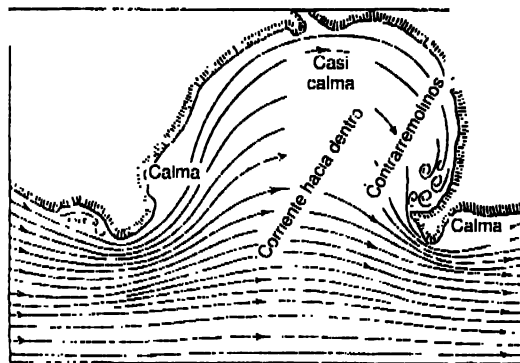 Casi
calma
Calma
Corriente hacia dentro
Contrarremolinos
Calma